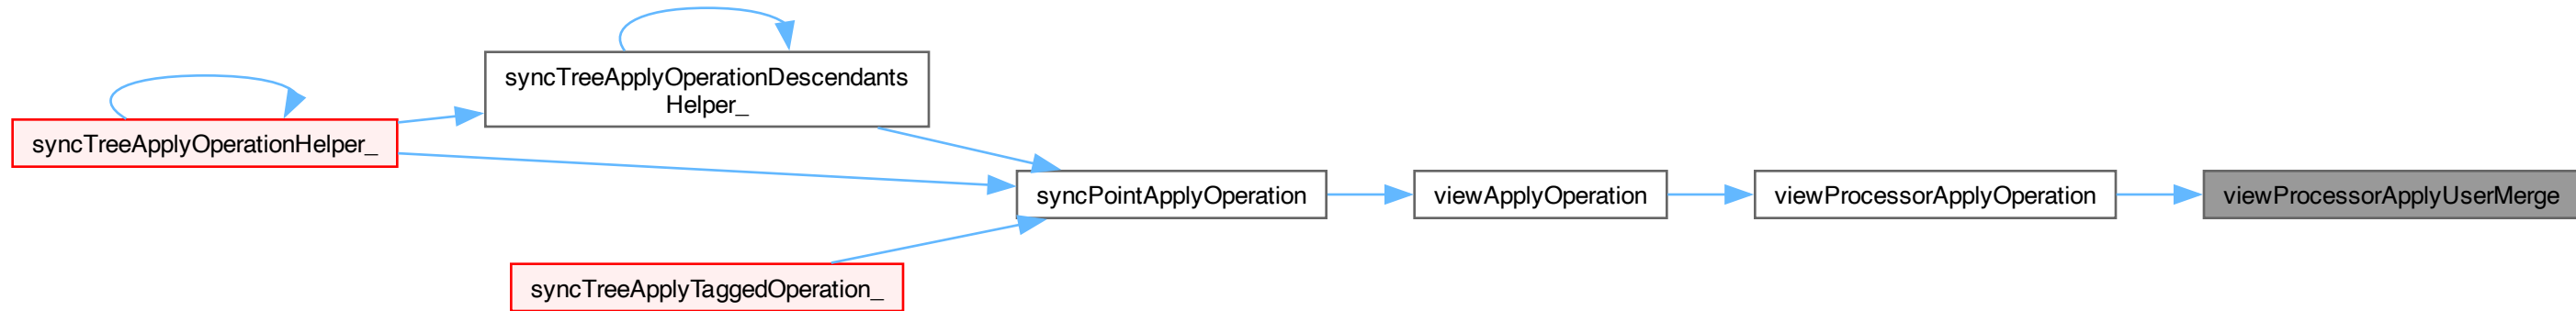 syncTreeApplyOperationDescendants
Helper_
syncTreeApplyOperationHelper_
syncPointApplyOperation
viewApplyOperation
viewProcessorApplyOperation
viewProcessorApplyUserMerge
syncTreeApplyTaggedOperation_